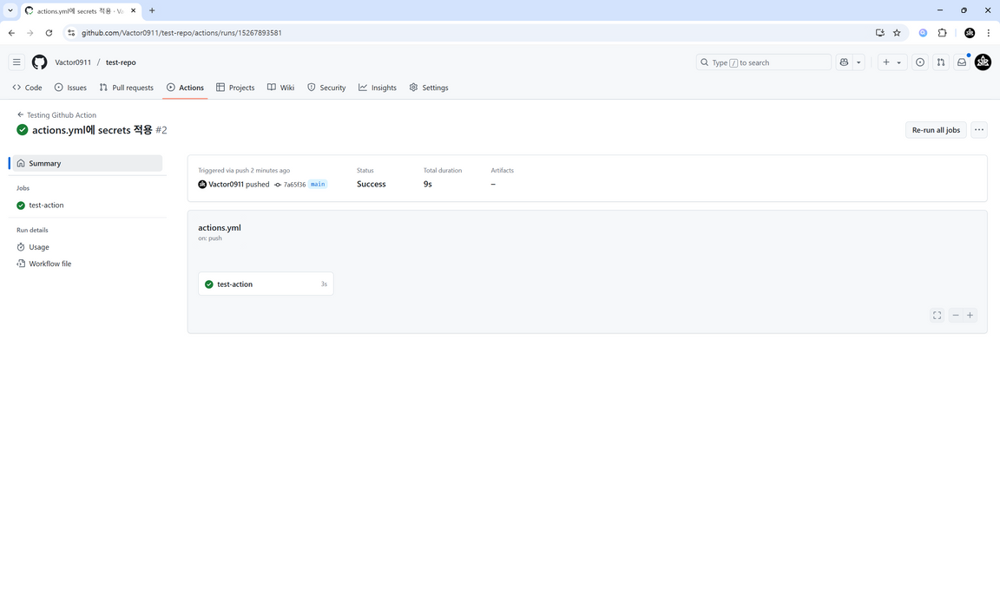 actions.yml에 secrets 적용 · Va
github.com/Vactor0911/test-repo/actions/runs/15267893581
Vactor0911 / test-repo
Type / to search
Code Issues Pull requests Actions Projects Wiki Security Insights Settings
Testing Github Action
actions.yml에 secrets 적용 #2
Re-run all jobs
Summary
Jobs
test-action
Run details
Usage
Workflow file
Triggered via push 2 minutes ago
Vactor0911 pushed 7a65f36 main
Status
Success
Total duration
9s
Artifacts
–
actions.yml
on: push
test-action 3s